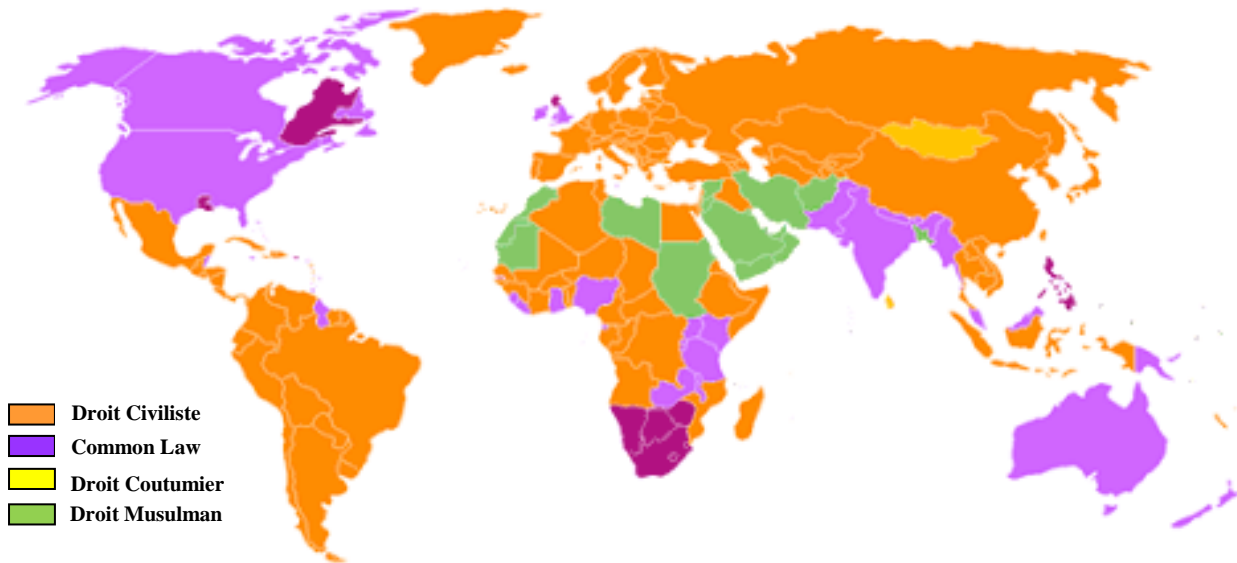 Droit Civiliste
Common Law
Droit Coutumier
Droit Musulman